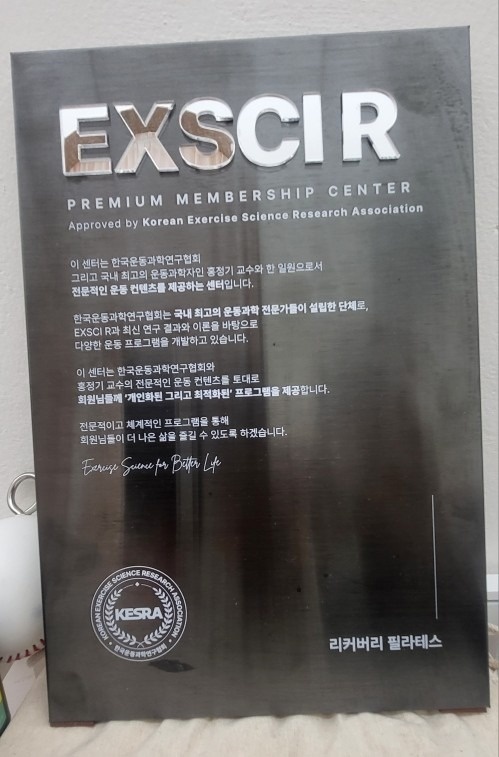 EXSCI R
PREMIUM MEMBERSHIP CENTER
Approved by Korean Exercise Science Research Association
이 센터는 한국운동과학연구협회
그리고 국내 최고의 운동과학자인 홍정기 교수와 한 일원으로서
전문적인 운동 컨텐츠를 제공하는 센터입니다.
한국운동과학연구협회는 국내 최고의 운동과학 전문가들이 설립한 단체로,
EXSCI R과 최신 연구 결과와 이론을 바탕으로
다양한 운동 프로그램을 개발하고 있습니다.
이 센터는 한국운동과학연구협회와
홍정기 교수의 전문적인 운동 컨텐츠를 토대로
회원님들께 '개인화된 그리고 최적화된' 프로그램을 제공합니다.
전문적이고 체계적인 프로그램을 통해
회원님들이 더 나은 삶을 즐길 수 있도록 하겠습니다.
Exercise Science for Better Life
KOREAN EXERCISE SCIENCE RESEARCH ASSOCIATION
KESRA
한국운동과학연구협회
리커버리 필라테스